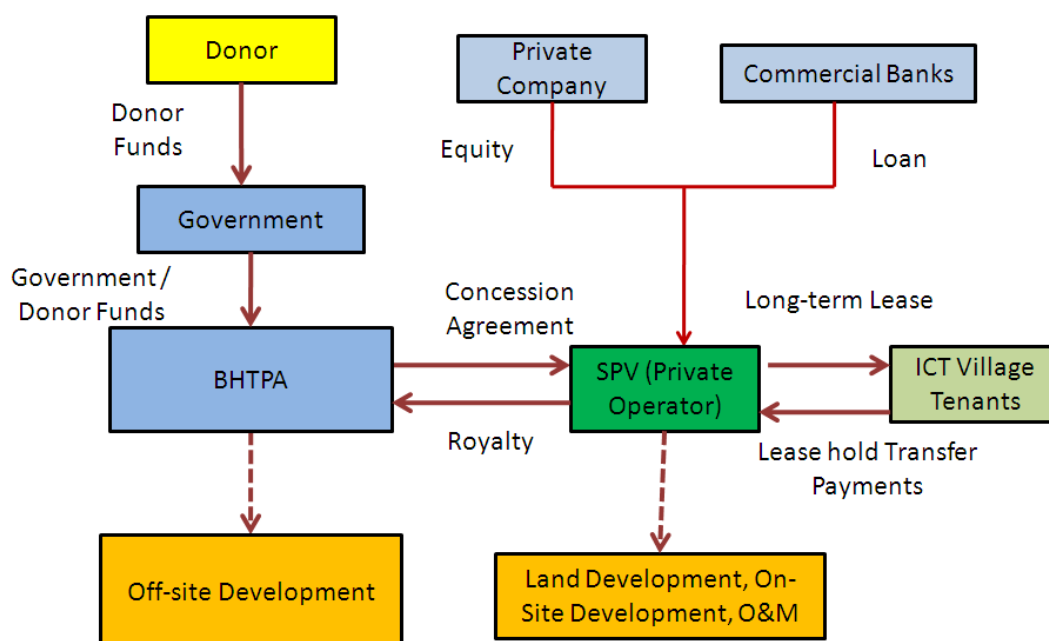 Donor
Private
Company
Commercial Banks
Donor
Funds
Equity
Loan
Government
Government /
Donor Funds
Concession
Agreement
Long-term Lease
BHTPA
SPV (Private
Operator)
ICT Village
Tenants
Royalty
Lease hold Transfer
Payments
Off-site Development
Land Development, On-
Site Development, O&M